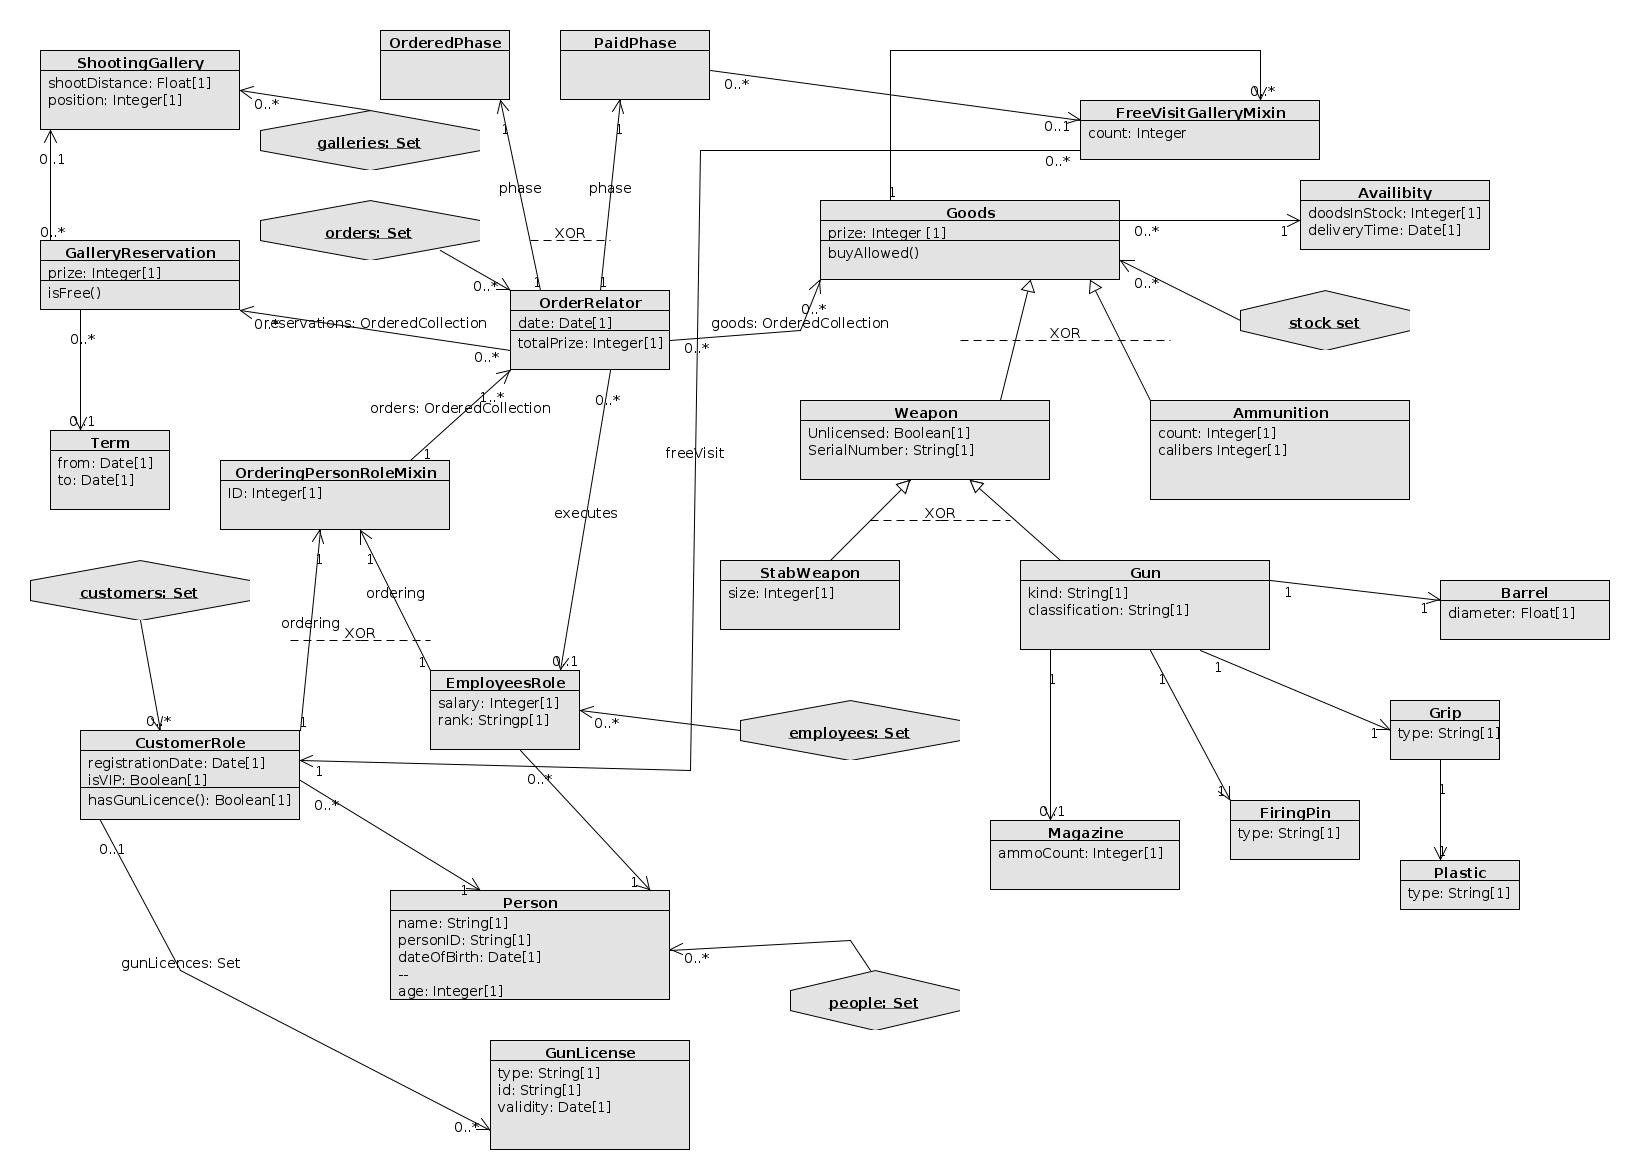 OrderedPhase
PaidPhase
ShootingGallery
shootDistance: Float[1]
position: Integer[1]
0..*
0..*
0..*
FreeVisitGalleryMixin
count: Integer
0..1
0..*
galleries: Set
1
1
0..1
phase
phase
1
Availibity
doodsInStock: Integer[1]
deliveryTime: Date[1]
Goods
prize: Integer [1]
buyAllowed()
0..*
1
orders: Set
XOR
0..*
GalleryReservation
prize: Integer[1]
isFree()
0..*
1
1
0..*
OrderRelator
date: Date[1]
totalPrize: Integer[1]
0..*
reservations: OrderedCollection
0..*
goods: OrderedCollection
0..*
0..*
stock set
XOR
0..*
1..*
0..*
orders: OrderedCollection
0..1
Term
from: Date[1]
to: Date[1]
Weapon
Unlicensed: Boolean[1]
SerialNumber: String[1]
Ammunition
count: Integer[1]
calibers Integer[1]
1
freeVisit
OrderingPersonRoleMixin
ID: Integer[1]
executes
XOR
1
1
ordering
customers: Set
StabWeapon
size: Integer[1]
Gun
kind: String[1]
classification: String[1]
1
1
Barrel
diameter: Float[1]
ordering
XOR
1
0..1
1
1
1
EmployeesRole
salary: Integer[1]
rank: Stringp[1]
0..*
1
0..*
employees: Set
Grip
type: String[1]
1
CustomerRole
registrationDate: Date[1]
isVIP: Boolean[1]
hasGunLicence(): Boolean[1]
1
0..*
0..*
1
1
0..1
FiringPin
type: String[1]
Magazine
ammoCount: Integer[1]
0..1
1
Plastic
type: String[1]
1
1
Person
name: String[1]
personID: String[1]
dateOfBirth: Date[1]
--
age: Integer[1]
0..*
gunLicences: Set
people: Set
GunLicense
type: String[1]
id: String[1]
validity: Date[1]
0..*